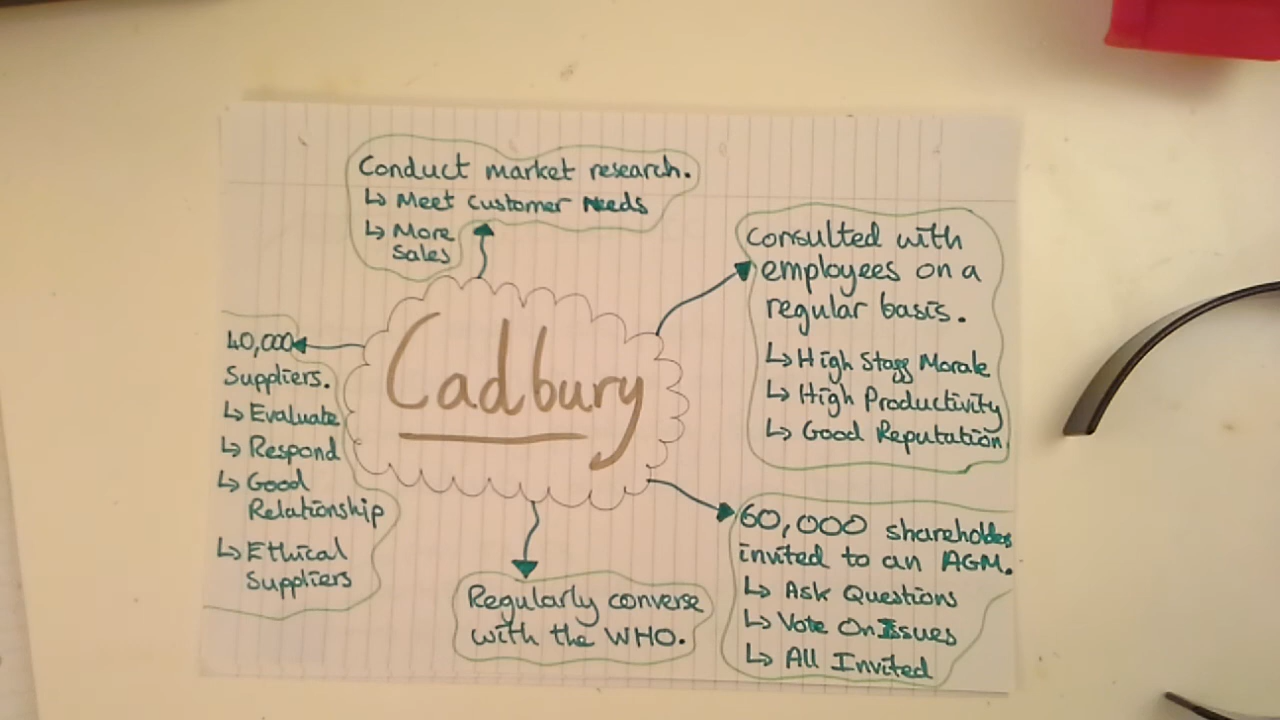 Conduct market research.
↳ Meet customer Needs
↳ More
sales
Consulted with
employees on a
regular basis.
↳ High Staff Morale
↳ High Productivity
↳ Good Reputation
40,000
Suppliers.
↳ Evaluate
↳ Respond
↳ Good
Relationship
↳ Ethical
Suppliers
Cadbury
60,000 shareholders
invited to an AGM.
↳ Ask Questions
↳ Vote On Issues
↳ All Invited
Regularly converse
with the WHO.